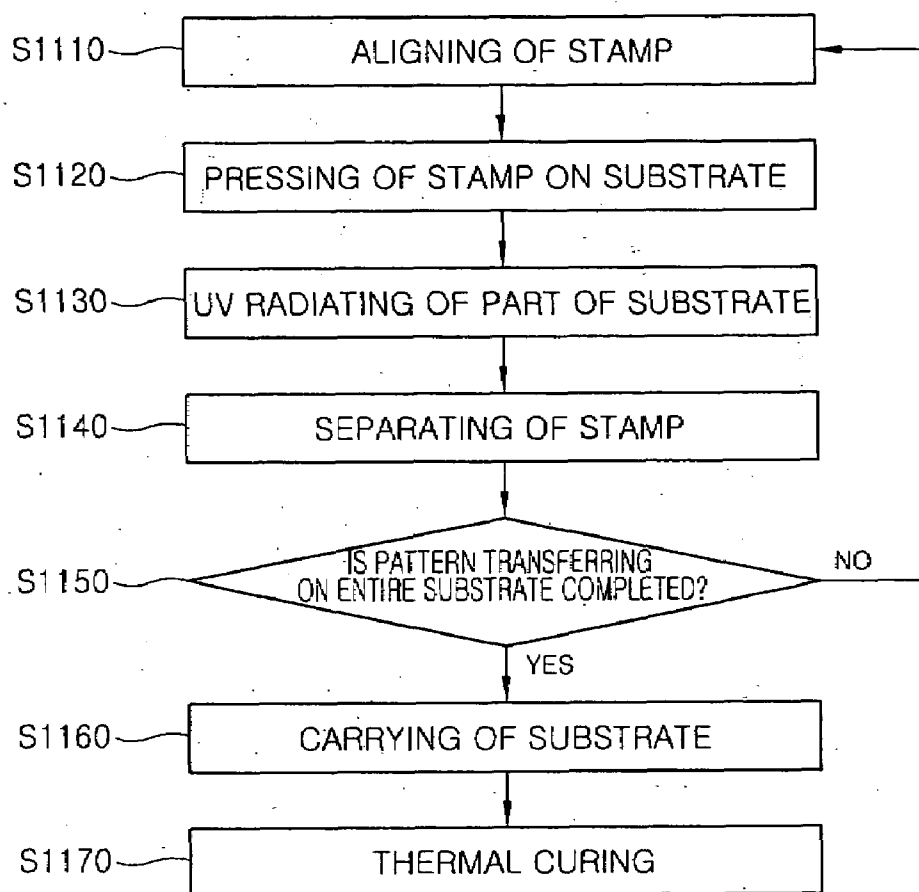 S1110 ALIGNING OF STAMP
S1120 PRESSING OF STAMP ON SUBSTRATE
S1130 UV RADIATING OF PART OF SUBSTRATE
S1140 SEPARATING OF STAMP
IS PATTERN TRANSFERRING
S1150 ON ENTIRE SUBSTRATE COMPLETED? NO
YES
S1160 CARRYING OF SUBSTRATE
S1170 THERMAL CURING